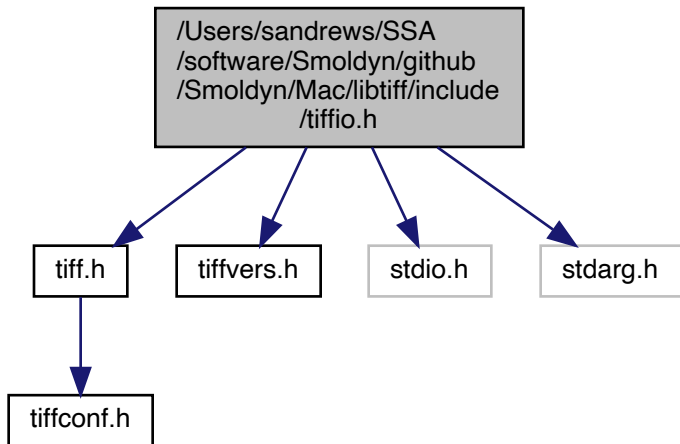 /Users/sandrews/SSA
/software/Smoldyn/github
/Smoldyn/Mac/libtiff/include
/tiffio.h
tiff.h
tiffvers.h
stdio.h
stdarg.h
tiffconf.h